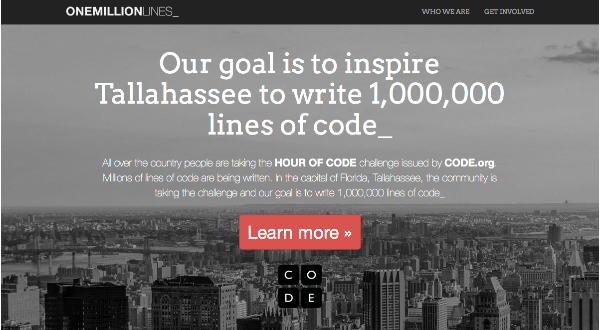 ONEMILLIONLINES_
WHO WE ARE GET INVOLVED
Our goal is to inspire
Tallahassee to write 1,000,000
lines of code_
All over the country people are taking the HOUR OF CODE challenge issued by CODE.org.
Millions of lines of code are being written. In the capital of Florida, Tallahassee, the community is
taking the challenge and our goal is to write 1,000,000 lines of code_
Learn more »
C O
D E